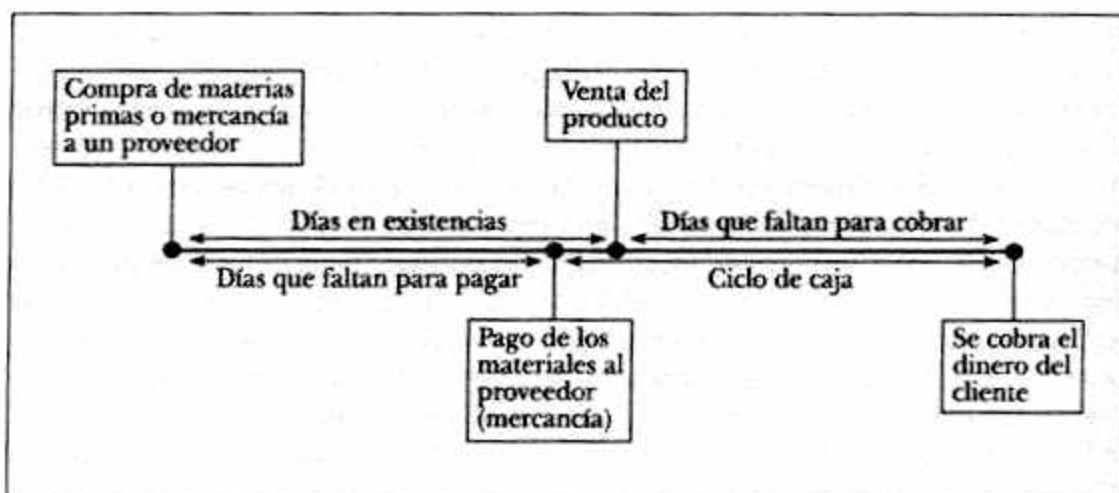 Compra de materias
primas o mercancía
a un proveedor
Venta del
producto
Días en existencias
Días que faltan para cobrar
Días que faltan para pagar
Ciclo de caja
Pago de los
materiales al
proveedor
(mercancía)
Se cobra el
dinero del
cliente